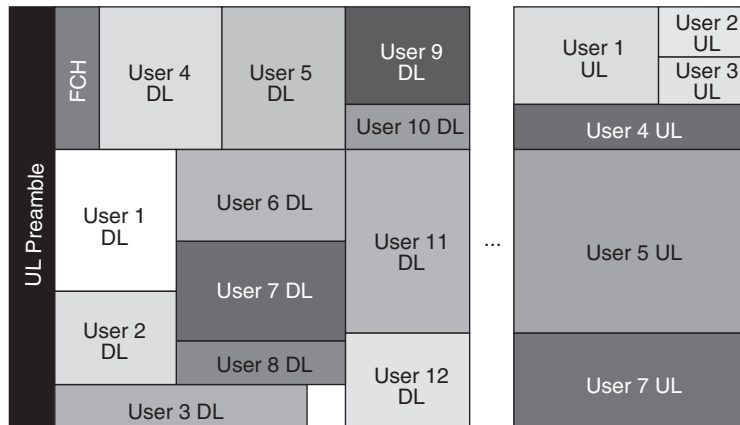 UL Preamble
FCH
User 4
DL
User 5
DL
User 9
DL
User 10 DL
User 1
DL
User 6 DL
User 11
DL
User 7 DL
User 2
DL
User 8 DL
User 12
DL
User 3 DL
...
User 1
UL
User 2
UL
User 3
UL
User 4 UL
User 5 UL
User 7 UL